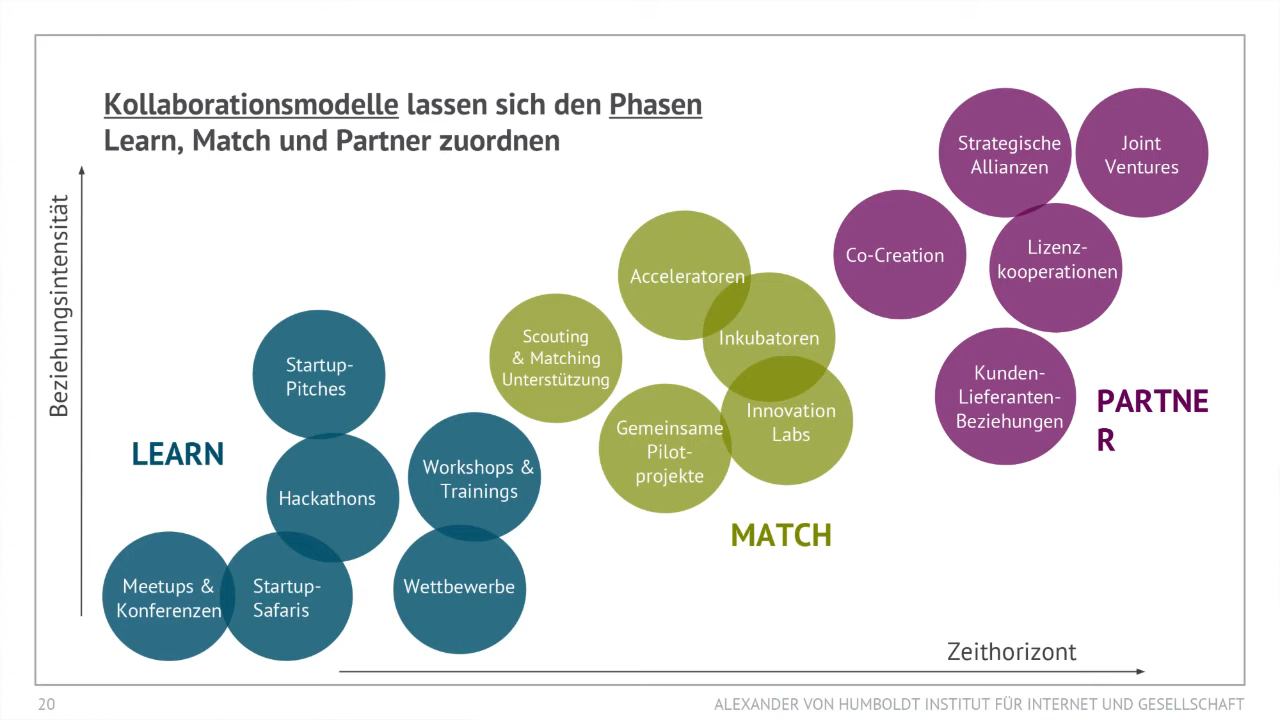 Kollaborationsmodelle lassen sich den Phasen
Learn, Match und Partner zuordnen
Beziehungsintensität
Strategische
Allianzen
Joint
Ventures
Co-Creation
Lizenz-
kooperationen
Kunden-
Lieferanten-
Beziehungen
PARTNE
R
Acceleratoren
Inkubatoren
Scouting
& Matching
Unterstützung
Innovation
Labs
Gemeinsame
Pilot-
projekte
MATCH
Startup-
Pitches
LEARN
Hackathons
Workshops &
Trainings
Meetups &
Konferenzen
Startup-
Safaris
Wettbewerbe
Zeithorizont
20
ALEXANDER VON HUMBOLDT INSTITUT FÜR INTERNET UND GESELLSCHAFT